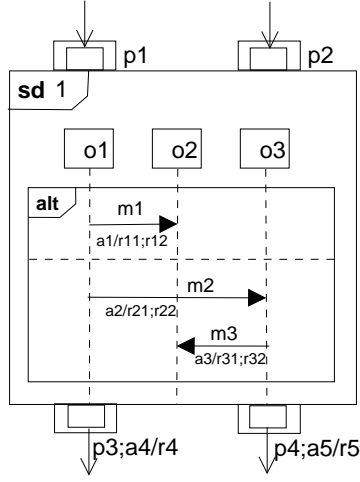 p1 p2
sd 1
o1 o2 o3
alt
m1
a1/r11;r12
m2
a2/r21;r22
m3
a3/r31;r32
p3;a4/r4 p4;a5/r5